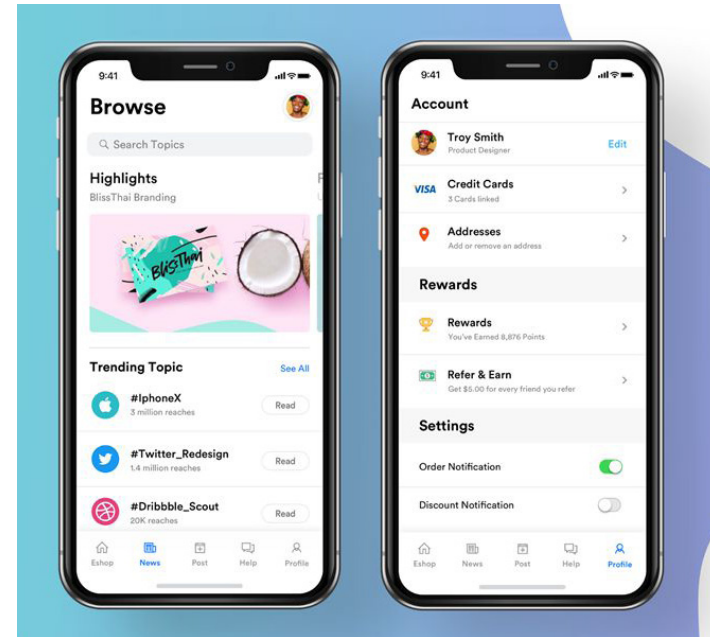 9:41
Browse
Search Topics
Highlights
BlissThai Branding
BlissThai
Trending Topic
See All
#IphoneX
3 million reaches
Read
#Twitter_Redesign
1.4 million reaches
Read
#Dribbble_Scout
20K reaches
Read
Eshop
News
Post
Help
Profile
9:41
Account
Troy Smith
Product Designer
Edit
VISA
Credit Cards
3 Cards linked
Addresses
Add or remove an address
Rewards
Rewards
You've Earned 8,876 Points
Refer & Earn
Get $5.00 for every friend you refer
Settings
Order Notification
Discount Notification
Eshop
News
Post
Help
Profile